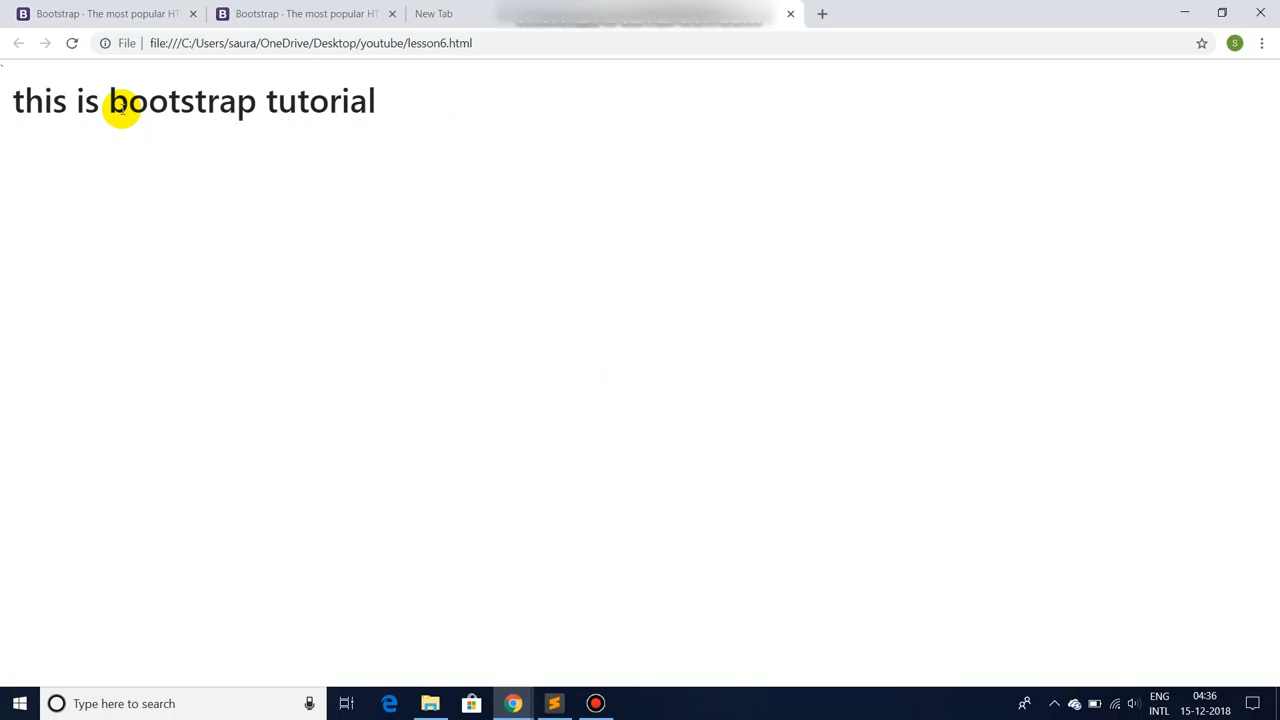 Bootstrap · The most popular HT
Bootstrap · The most popular HT
New Tab
File
file:///C:/Users/saura/OneDrive/Desktop/youtube/lesson6.html
S
`
this is bootstrap tutorial
Type here to search
ENG
INTL
04:36
15-12-2018